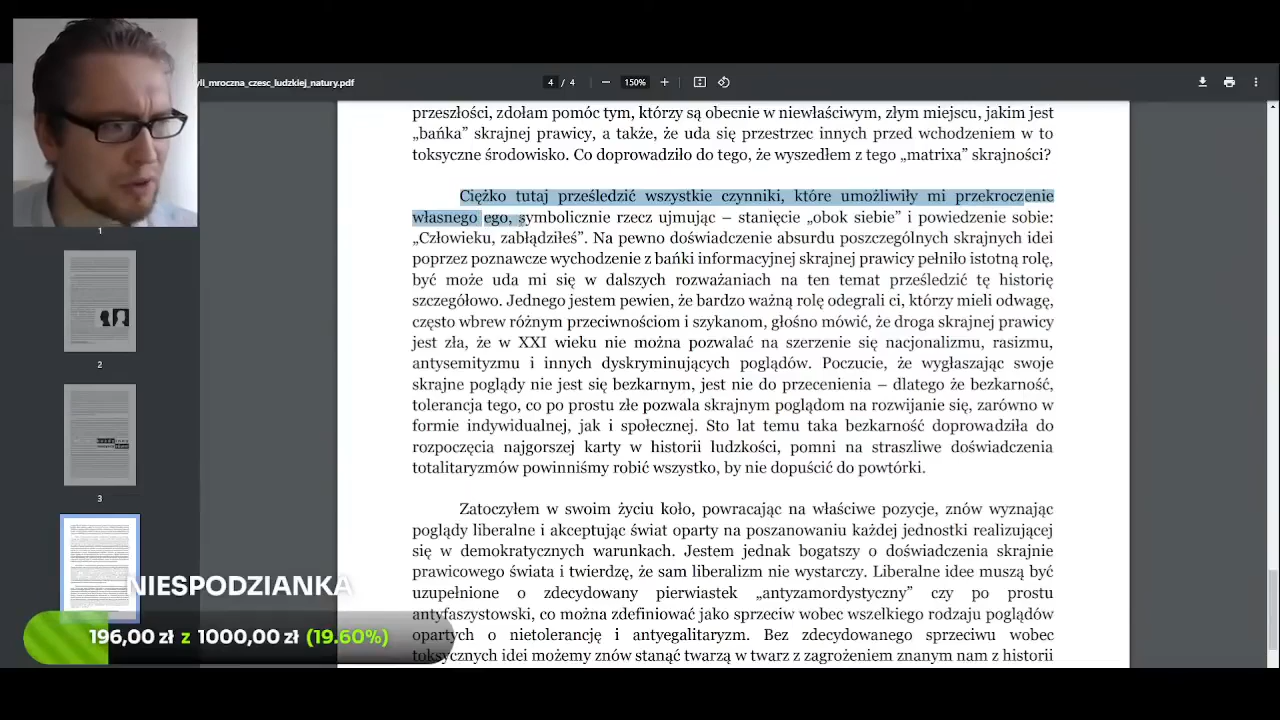 yli_mroczna_czesc_ludzkiej_natury.pdf
4 / 4
150%
przeszłości, zdołam pomóc tym, którzy są obecnie w niewłaściwym, złym miejscu, jakim jest
„bańka” skrajnej prawicy, a także, że uda się przestrzec innych przed wchodzeniem w to
toksyczne środowisko. Co doprowadziło do tego, że wyszedłem z tego „matrixa” skrajności?
Ciężko tutaj prześledzić wszystkie czynniki, które umożliwiły mi przekroczenie
własnego ego, symbolicznie rzecz ujmując – stanięcie „obok siebie” i powiedzenie sobie:
„Człowieku, zabłądziłeś”. Na pewno doświadczenie absurdu poszczególnych skrajnych idei
poprzez poznawcze wychodzenie z bańki informacyjnej skrajnej prawicy pełniło istotną rolę,
być może uda mi się w dalszych rozważaniach na ten temat prześledzić tę historię
szczegółowo. Jednego jestem pewien, że bardzo ważną rolę odegrali ci, którzy mieli odwagę,
często wbrew różnym przeciwnościom i szykanom, głośno mówić, że droga skrajnej prawicy
jest zła, że w XXI wieku nie można pozwalać na szerzenie się nacjonalizmu, rasizmu,
antysemityzmu i innych dyskryminujących poglądów. Poczucie, że wygłaszając swoje
skrajne poglądy nie jest się bezkarnym, jest nie do przecenienia – dlatego że bezkarność,
tolerancja tego, co po prostu złe pozwala skrajnym poglądom na rozwijanie się, zarówno w
formie indywidualnej, jak i społecznej. Sto lat temu taka bezkarność doprowadziła do
rozpoczęcia najgorszej karty w historii ludzkości, pomni na straszliwe doświadczenia
totalitaryzmów powinniśmy robić wszystko, by nie dopuścić do powtórki.
Zatoczyłem w swoim życiu koło, powracając na właściwe pozycje, znów wyznając
poglądy liberalne i akceptując świat oparty na poszanowaniu każdej jednostki realizującej
się w demokratycznych warunkach. Jestem jednak bogatszy o doświadczenia skrajnie
prawicowego świata i twierdzę, że sam liberalizm nie wystarczy. Liberalne idee muszą być
uzupełnione o zdecydowany pierwiastek „antyzamordystyczny” czy po prostu
antyfaszystowski, co można zdefiniować jako sprzeciw wobec wszelkiego rodzaju poglądów
opartych o nietolerancję i antyegalitaryzm. Bez zdecydowanego sprzeciwu wobec
toksycznych idei możemy znów stanąć twarzą w twarz z zagrożeniem znanym nam z historii
1
2
3
NIESPODZIANKA
196,00 zł z 1000,00 zł (19.60%)